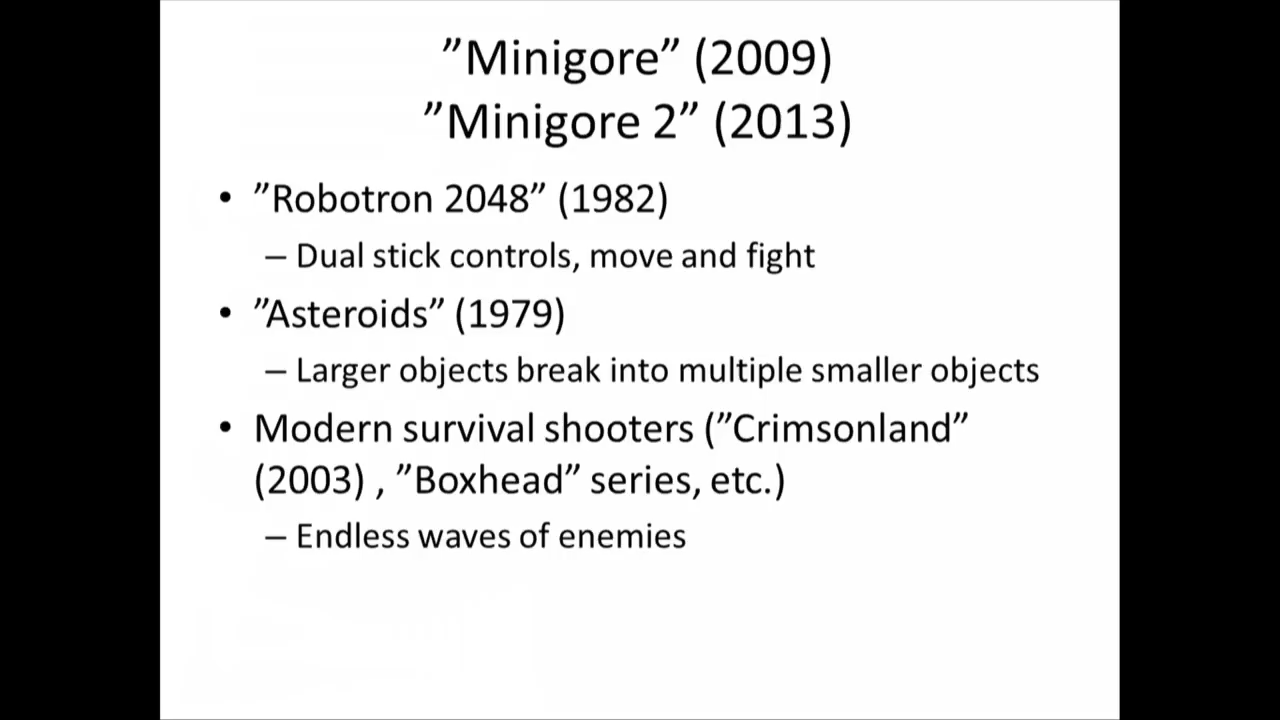 ”Minigore” (2009)
”Minigore 2” (2013)
• ”Robotron 2048” (1982)
– Dual stick controls, move and fight
• ”Asteroids” (1979)
– Larger objects break into multiple smaller objects
• Modern survival shooters (”Crimsonland”
(2003) , ”Boxhead” series, etc.)
– Endless waves of enemies